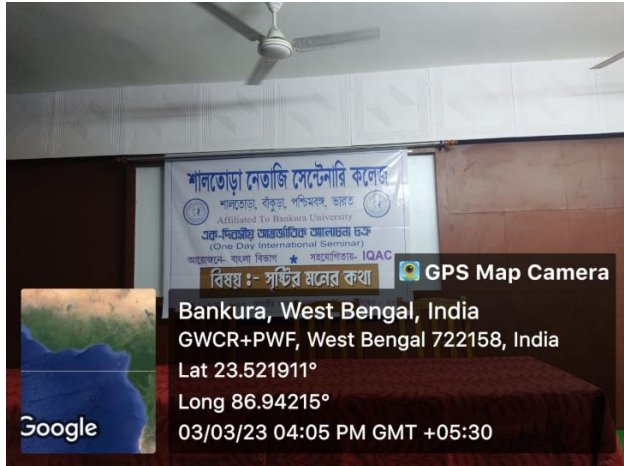 শালতোড়া নেতাজি সেন্টেনারি কলেজ
শালতোড়া, বাঁকুড়া, পশ্চিমবঙ্গ, ভারত
Affiliated To Bankura University
এক-দিবসীয় আন্তর্জাতিক আলোচনা চক্র
(One Day International Seminar)
আয়োজনে- বাংলা বিভাগ * সহযোগিতায়- IQAC
বিষয় :- সৃষ্টির মনের কথা
GPS Map Camera
Bankura, West Bengal, India
GWCR+PWF, West Bengal 722158, India
Lat 23.521911°
Long 86.94215°
03/03/23 04:05 PM GMT +05:30
Google